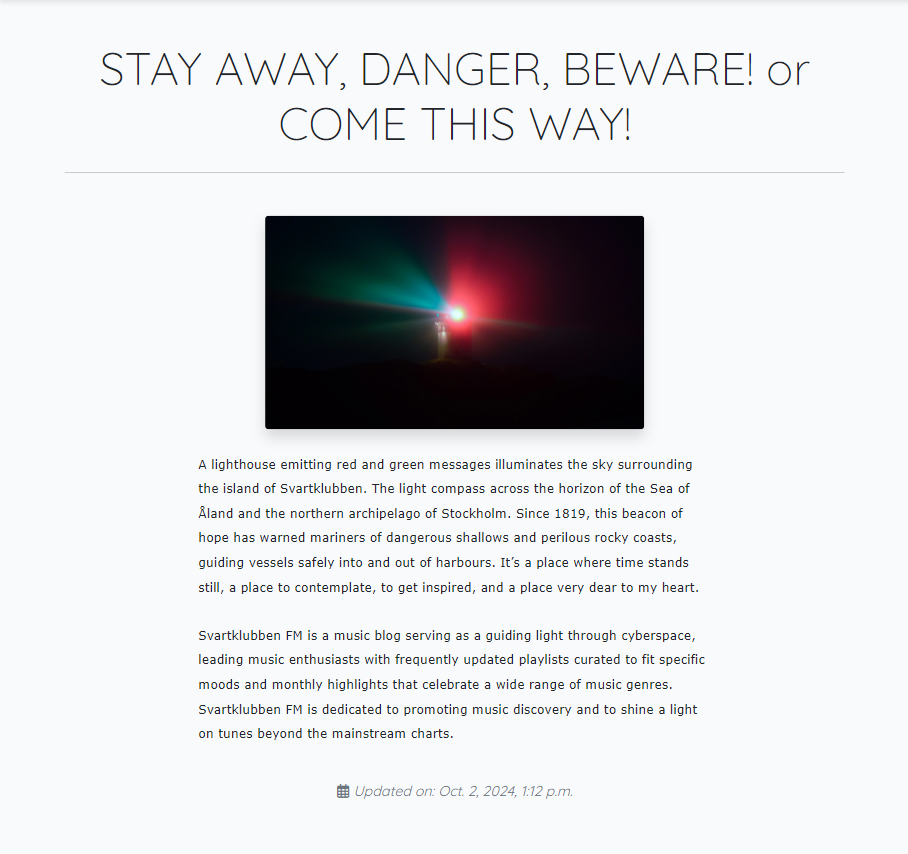 STAY AWAY, DANGER, BEWARE! or
COME THIS WAY!
A lighthouse emitting red and green messages illuminates the sky surrounding
the island of Svartklubben. The light compass across the horizon of the Sea of
Åland and the northern archipelago of Stockholm. Since 1819, this beacon of
hope has warned mariners of dangerous shallows and perilous rocky coasts,
guiding vessels safely into and out of harbours. It’s a place where time stands
still, a place to contemplate, to get inspired, and a place very dear to my heart.
Svartklubben FM is a music blog serving as a guiding light through cyberspace,
leading music enthusiasts with frequently updated playlists curated to fit specific
moods and monthly highlights that celebrate a wide range of music genres.
Svartklubben FM is dedicated to promoting music discovery and to shine a light
on tunes beyond the mainstream charts.
Updated on: Oct. 2, 2024, 1:12 p.m.